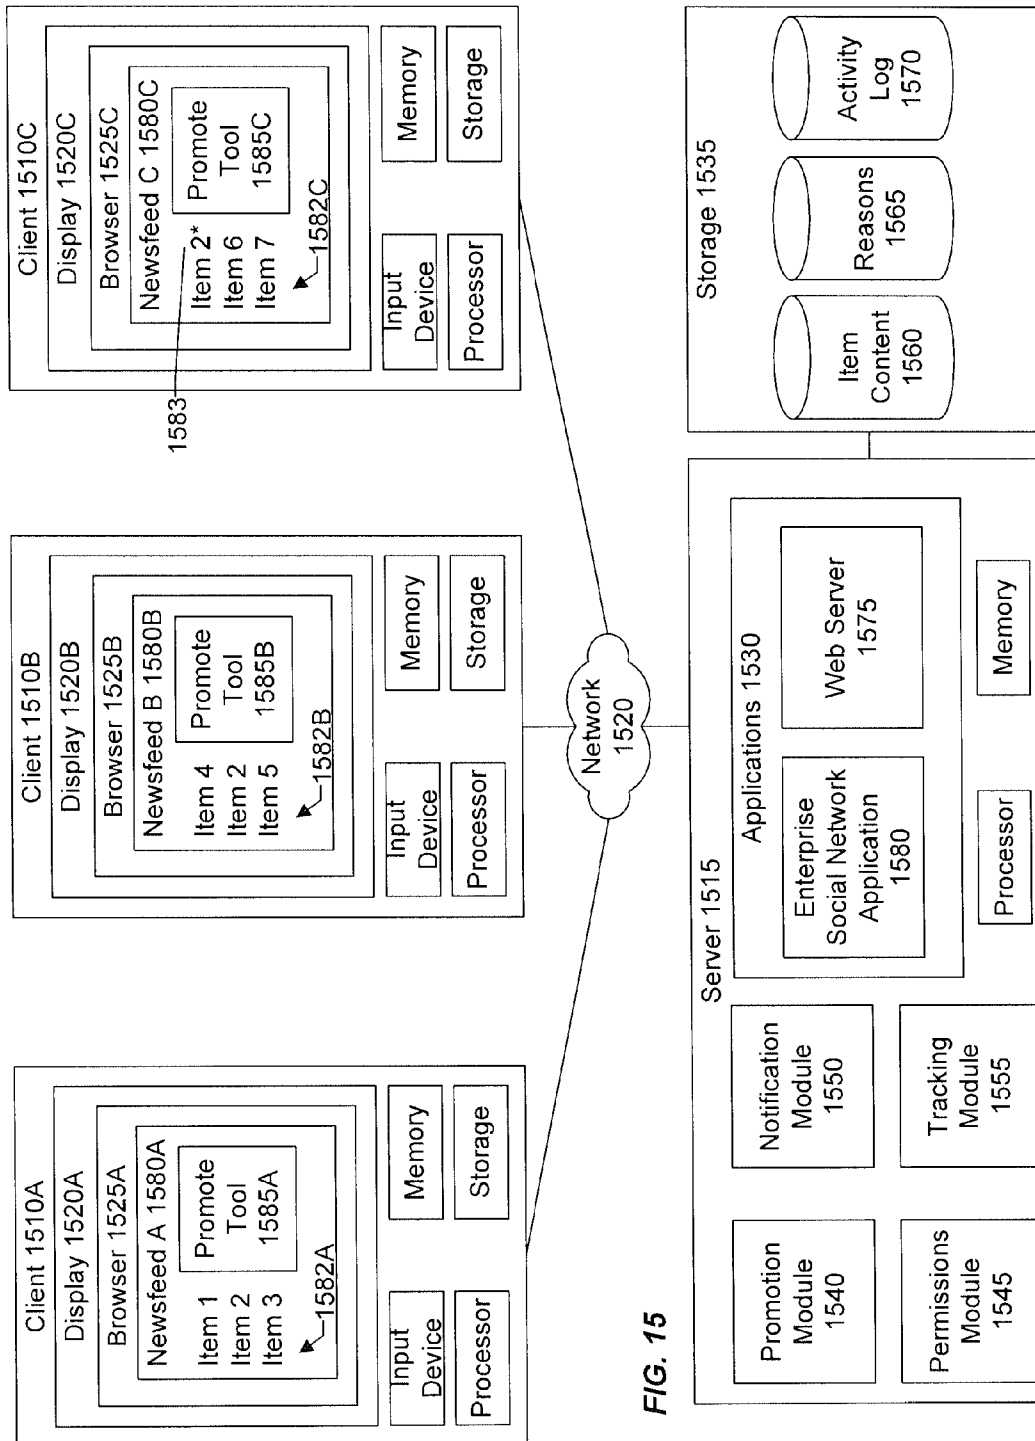 Client 1510A
Display 1520A
Browser 1525A
Newsfeed A 1580A
Item 1
Item 2
Item 3
Promote
Tool
1585A
1582A
Input
Device
Memory
Processor
Storage
Client 1510B
Display 1520B
Browser 1525B
Newsfeed B 1580B
Item 4
Item 2
Item 5
Promote
Tool
1585B
1582B
Input
Device
Memory
Processor
Storage
Client 1510C
Display 1520C
Browser 1525C
Newsfeed C 1580C
1583
Item 2*
Item 6
Item 7
Promote
Tool
1585C
1582C
Input
Device
Memory
Processor
Storage
Network
1520
FIG. 15
Server 1515
Promotion
Module
1540
Notification
Module
1550
Permissions
Module
1545
Tracking
Module
1555
Applications 1530
Enterprise
Social Network
Application
1580
Web Server
1575
Processor
Memory
Storage 1535
Item
Content
1560
Reasons
1565
Activity
Log
1570